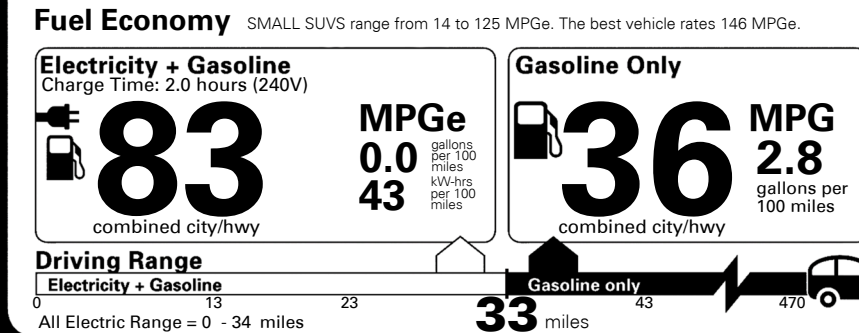 Fuel Economy SMALL SUVS range from 14 to 125 MPGe. The best vehicle rates 146 MPGe.
Electricity + Gasoline
Charge Time: 2.0 hours (240V)
83
combined city/hwy
MPGe
0.0 gallons per 100 miles
43 kW-hrs per 100 miles
Gasoline Only
36
combined city/hwy
MPG
2.8
gallons per
100 miles
Driving Range
Electricity + Gasoline
Gasoline only
0 13 23 33 miles 43 470
All Electric Range = 0 - 34 miles